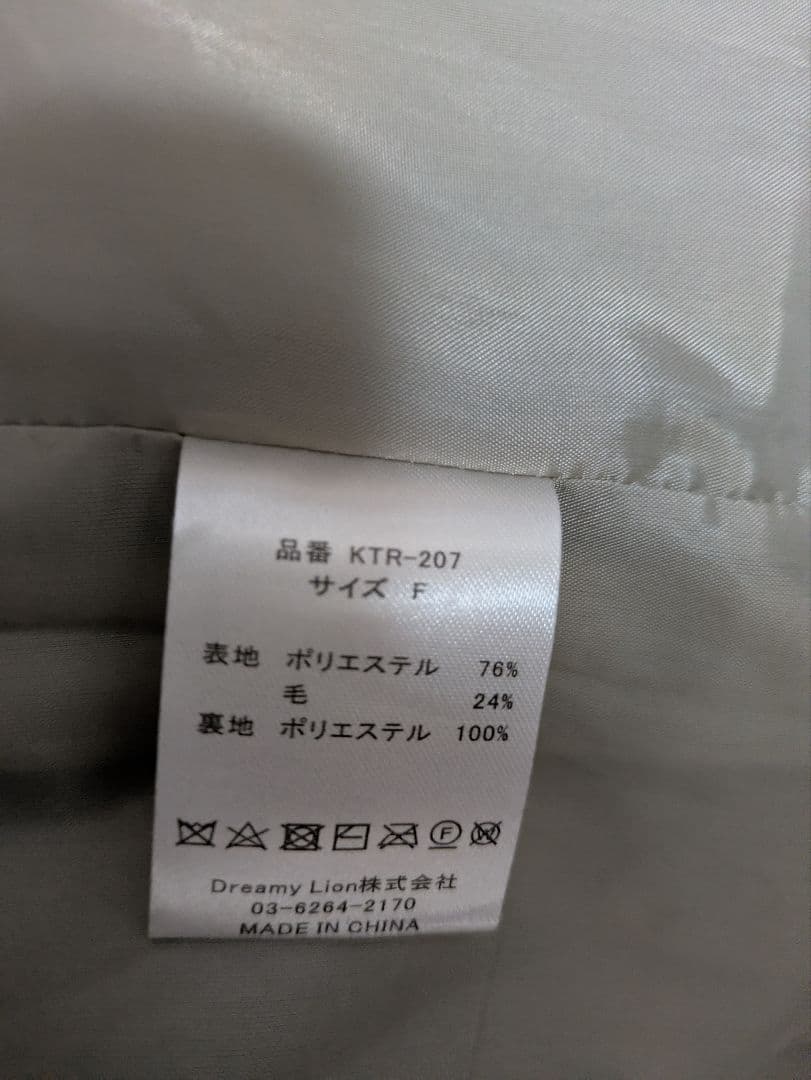 品番 KTR-207
サイズ F
表地 ポリエステル 76%
毛 24%
裏地 ポリエステル 100%
F W
Dreamy Lion株式会社
03-6264-2170
MADE IN CHINA